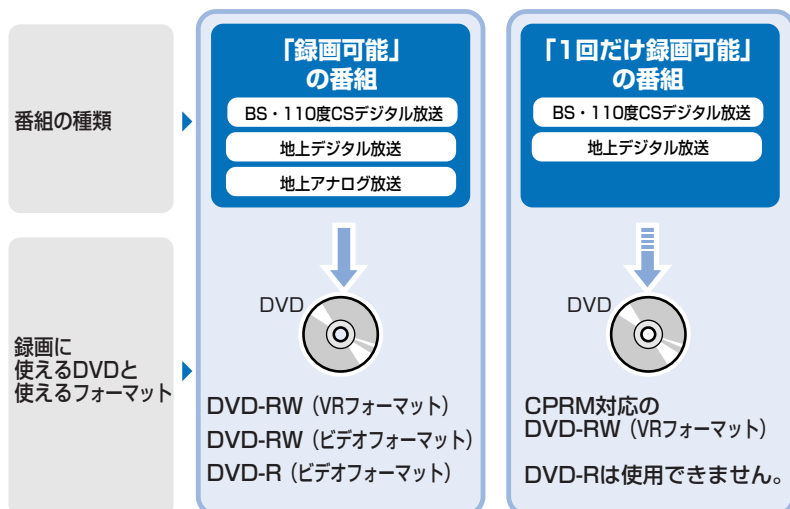 番組の種類
「録画可能」
の番組
BS・110度CSデジタル放送
地上デジタル放送
地上アナログ放送
「1回だけ録画可能」
の番組
BS・110度CSデジタル放送
地上デジタル放送
録画に
使えるDVDと
使えるフォーマット
DVD
DVD-RW（VRフォーマット）
DVD-RW（ビデオフォーマット）
DVD-R（ビデオフォーマット）
DVD
CPRM対応の
DVD-RW（VRフォーマット）
DVD-Rは使用できません。